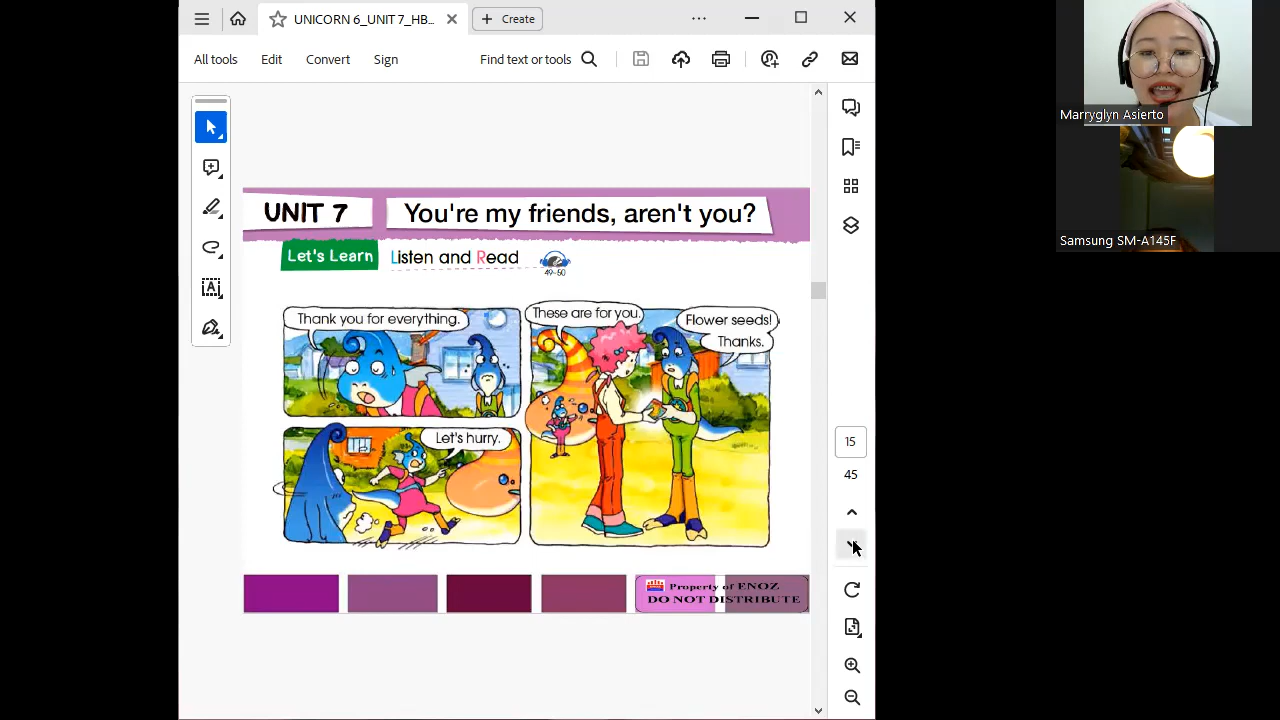 UNICORN 6_UNIT 7_HB...
Create
All tools
Edit
Convert
Sign
Find text or tools
UNIT 7
You're my friends, aren't you?
Let's Learn
Listen and Read
49-50
Thank you for everything.
Let's hurry.
These are for you.
Flower seeds!
Thanks.
Property of ENOZ
DO NOT DISTRIBUTE
15
45
Marryglyn Asierto
Samsung SM-A145F